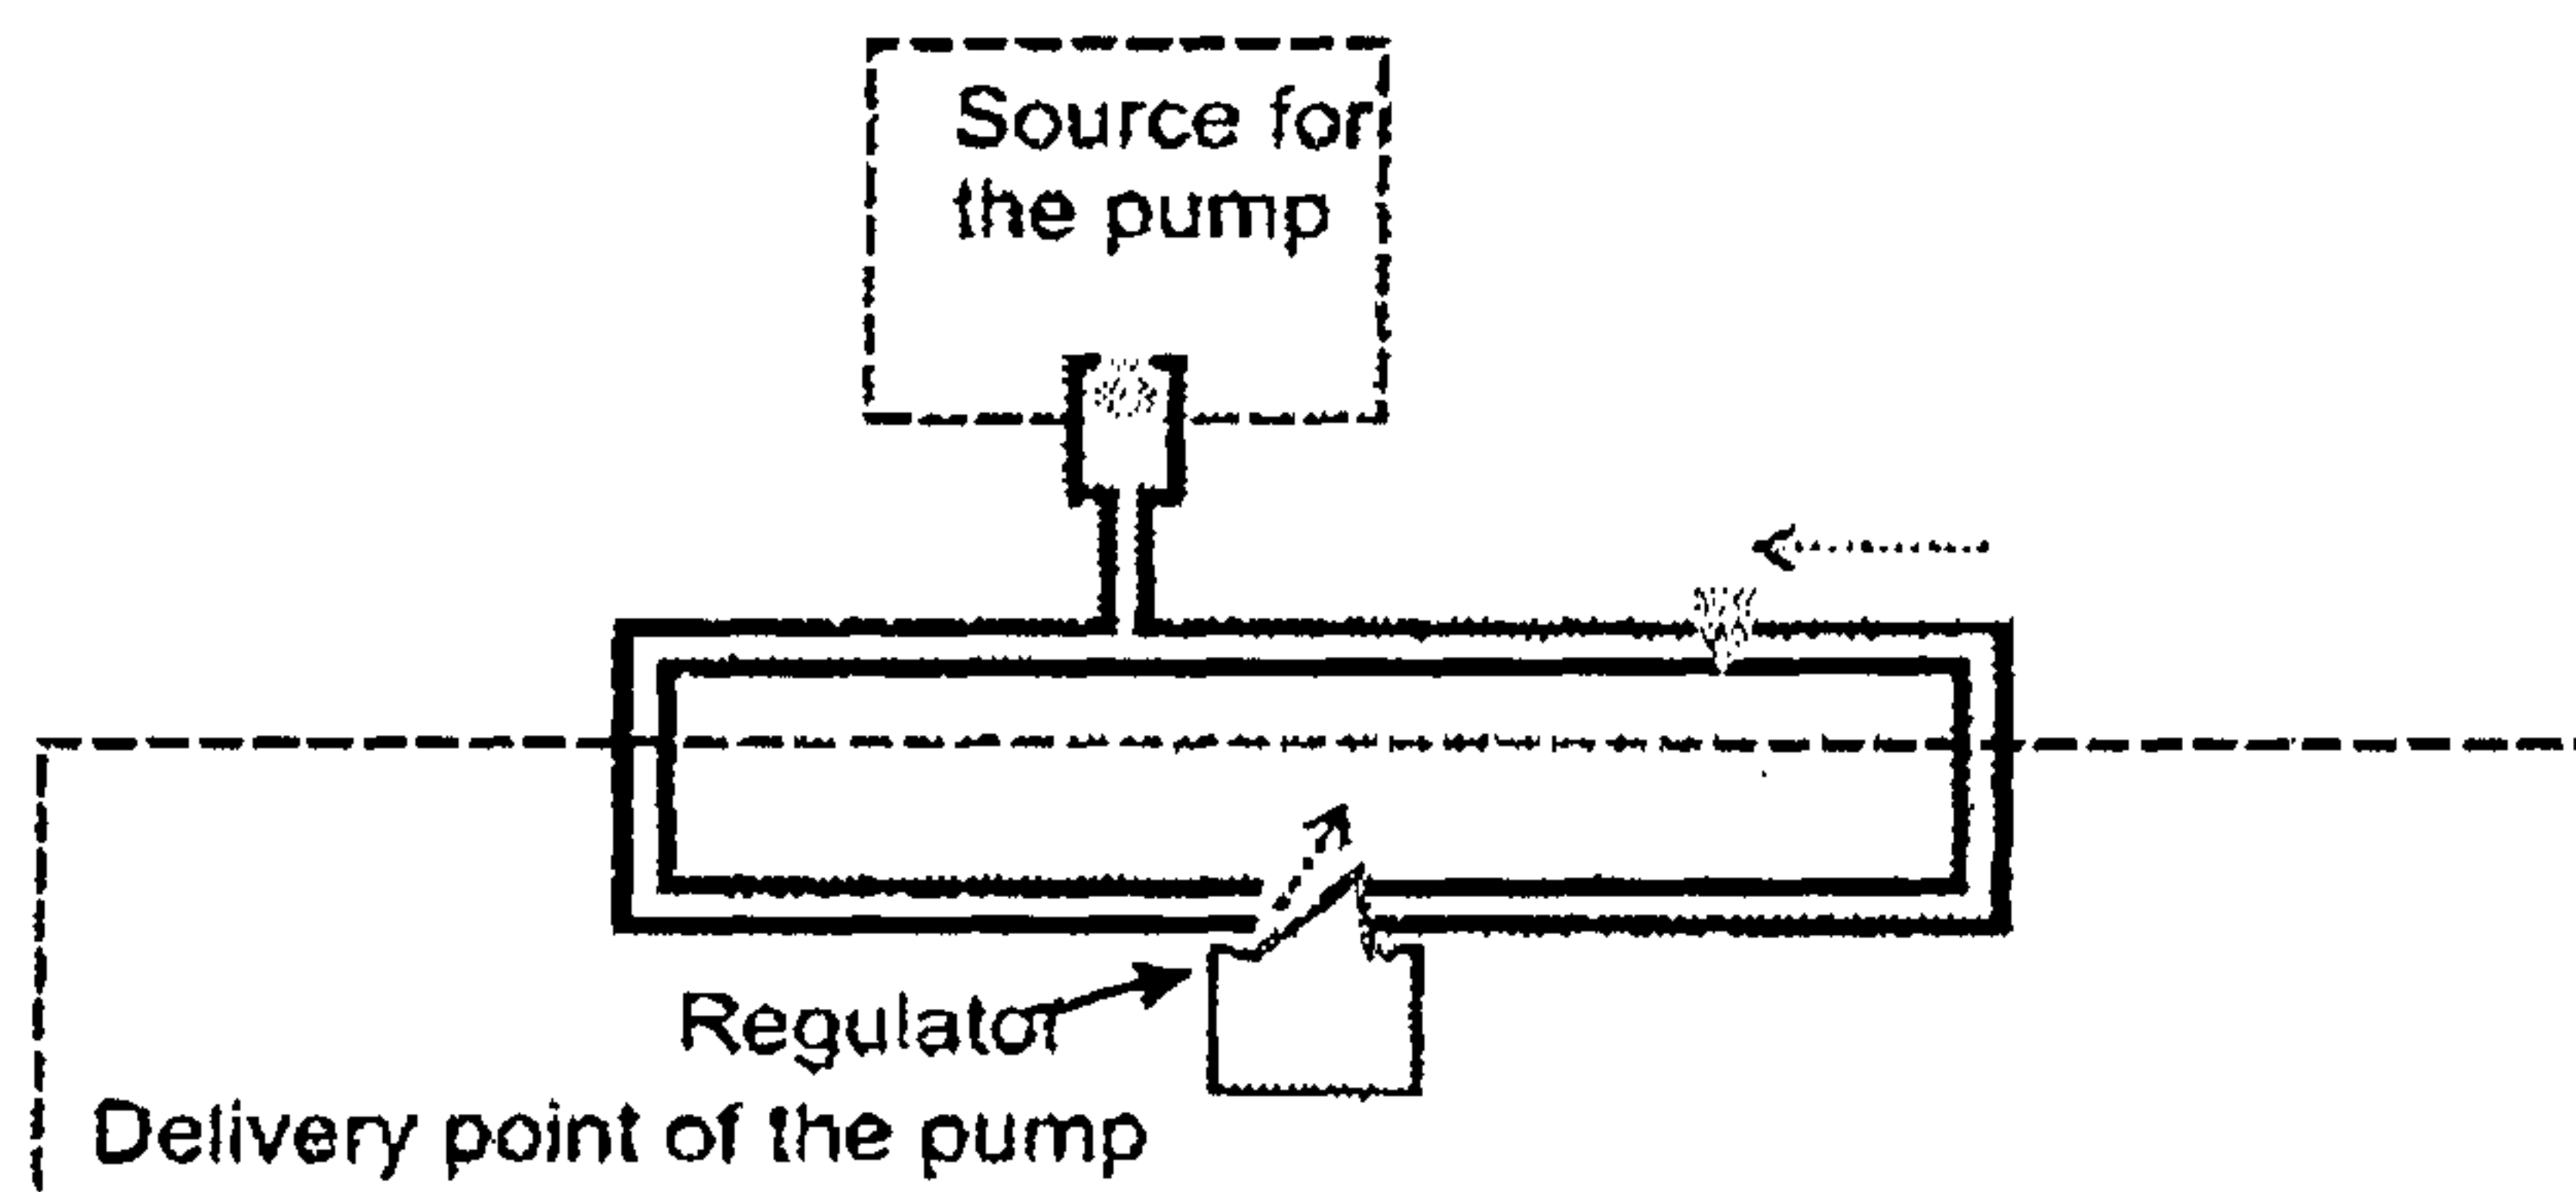 Source for
the pump
Regulator
Delivery point of the pump